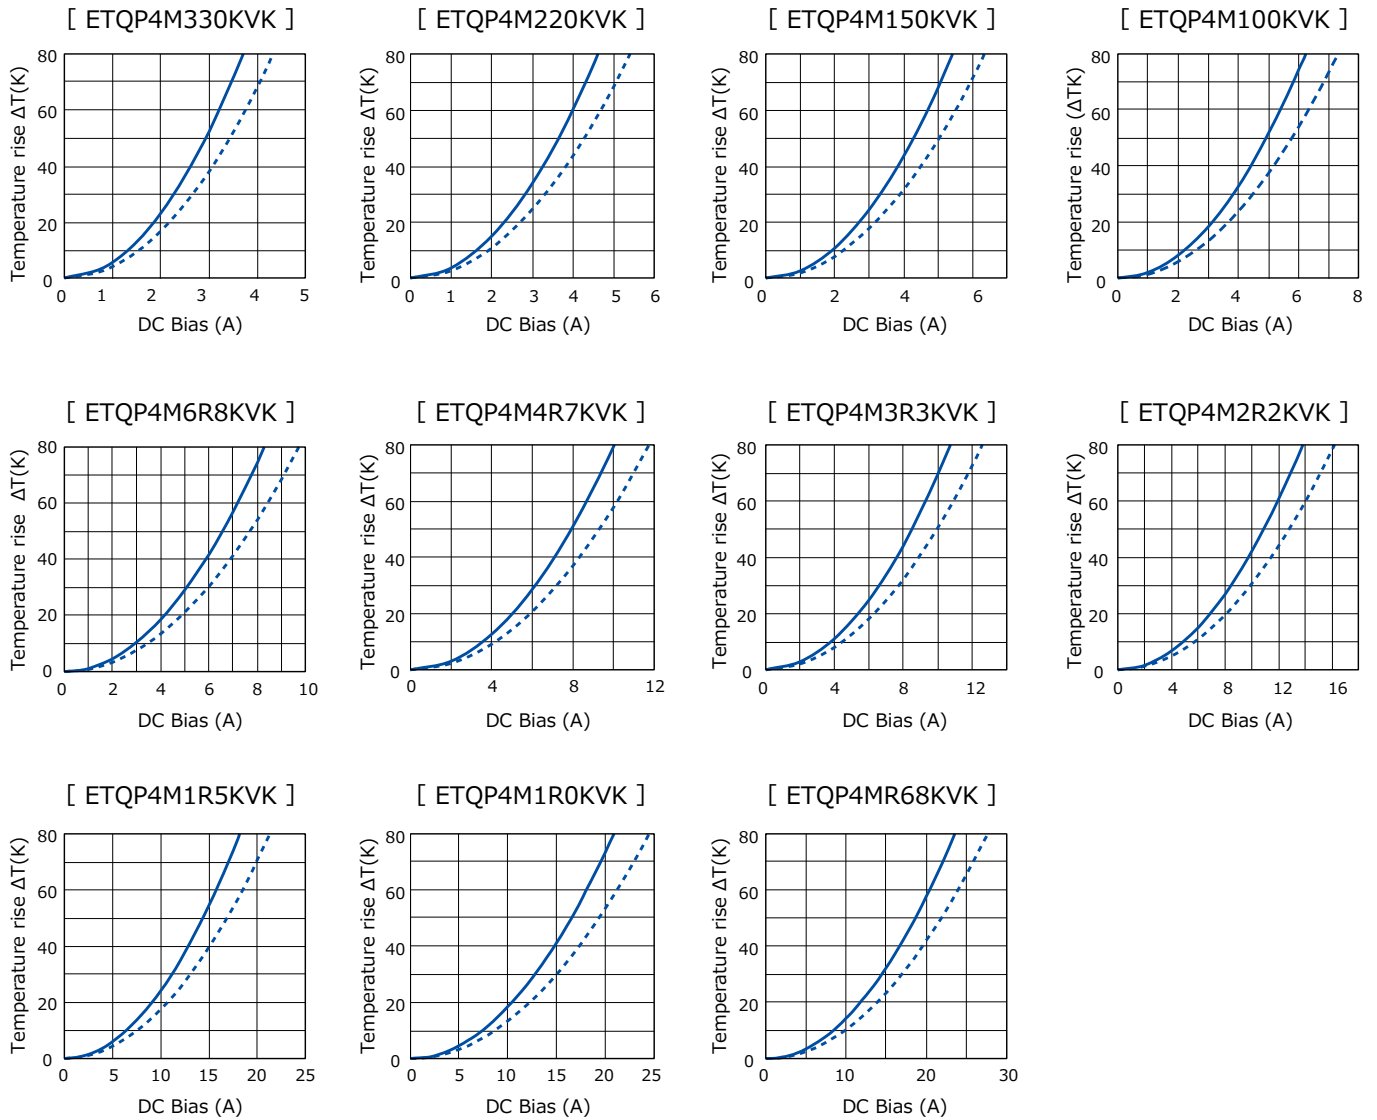 [ ETQP4M330KVK ]
Temperature rise ΔT(K)
80
60
40
20
0
0 1 2 3 4 5
DC Bias (A)
[ ETQP4M220KVK ]
Temperature rise ΔT(K)
80
60
40
20
0
0 1 2 3 4 5 6
DC Bias (A)
[ ETQP4M150KVK ]
Temperature rise ΔT(K)
80
60
40
20
0
0 2 4 6
DC Bias (A)
[ ETQP4M100KVK ]
Temperature rise (ΔTK)
80
60
40
20
0
0 2 4 6 8
DC Bias (A)
[ ETQP4M6R8KVK ]
Temperature rise ΔT(K)
80
60
40
20
0
0 2 4 6 8 10
DC Bias (A)
[ ETQP4M4R7KVK ]
Temperature rise ΔT(K)
80
60
40
20
0
0 4 8 12
DC Bias (A)
[ ETQP4M3R3KVK ]
Temperature rise ΔT(K)
80
60
40
20
0
0 4 8 12
DC Bias (A)
[ ETQP4M2R2KVK ]
Temperature rise ΔT(K)
80
60
40
20
0
0 4 8 12 16
DC Bias (A)
[ ETQP4M1R5KVK ]
Temperature rise ΔT(K)
80
60
40
20
0
0 5 10 15 20 25
DC Bias (A)
[ ETQP4M1R0KVK ]
Temperature rise ΔT(K)
80
60
40
20
0
0 5 10 15 20 25
DC Bias (A)
[ ETQP4MR68KVK ]
Temperature rise ΔT(K)
80
60
40
20
0
0 10 20 30
DC Bias (A)